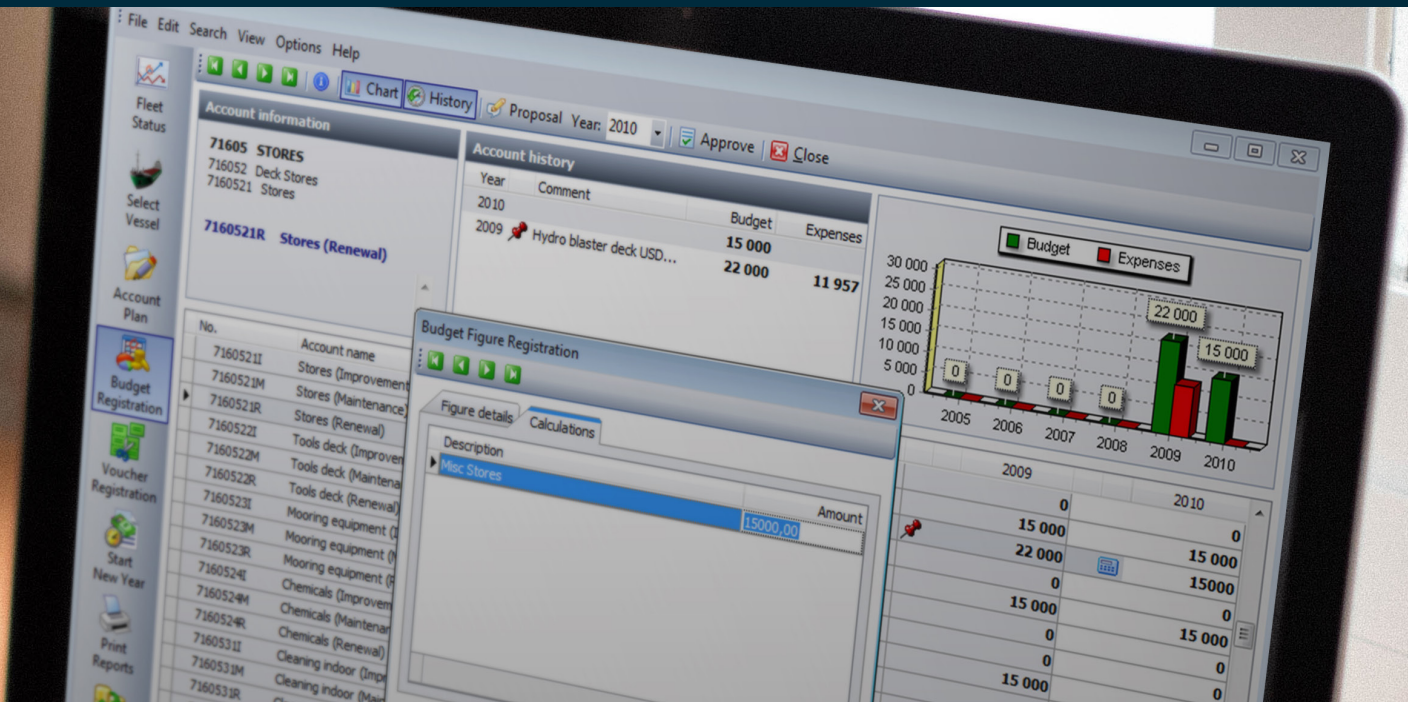 File Edit Search View Options Help
Chart History Proposal Year: 2010 Approve Close
Fleet
Status
Select
Vessel
Account
Plan
Budget
Registration
Voucher
Registration
Start
New Year
Print
Reports
Account information
71605 STORES
716052 Deck Stores
7160521 Stores
7160521R Stores (Renewal)
Account history
Year Comment Budget Expenses
2010 15 000
2009 Hydro blaster deck USD... 22 000 11 957
Budget Expenses
30 000
25 000
20 000
15 000
10 000
5 000
0
0 0 0 0 22 000 15 000
2005 2006 2007 2008 2009 2010
No. Account name
7160521I Stores (Improvement
7160521M Stores (Maintenance)
7160521R Stores (Renewal)
7160522I Tools deck (Improvem
7160522M Tools deck (Maintena
7160522R Tools deck (Renewal)
7160523I Mooring equipment (I
7160523M Mooring equipment (M
7160523R Mooring equipment (R
7160524I Chemicals (Improvem
7160524M Chemicals (Maintenan
7160524R Chemicals (Renewal)
7160531I Cleaning indoor (Impr
7160531M Cleaning indoor (Main
7160531R
Budget Figure Registration
Figure details Calculations
Description Amount
Misc Stores 15000,00
2009 2010
0 0
15 000 15 000
22 000 15000
0 0
15 000 15 000
0 0
0 0
15 000